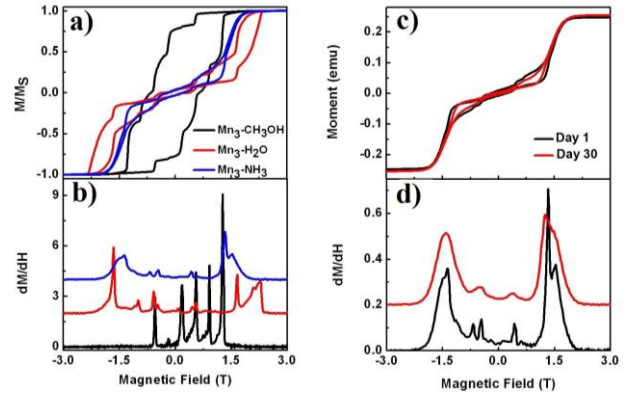 a)
M/M_S
1.0
0.5
0.0
-0.5
-1.0
Mn₃-CH₃OH
Mn₃-H₂O
Mn₃-NH₃
b)
dM/dH
9
6
3
0
-3.0 -1.5 0.0 1.5 3.0
Magnetic Field (T)
c)
Moment (emu)
0.2
0.1
0.0
-0.1
-0.2
Day 1
Day 30
d)
dM/dH
0.6
0.4
0.2
0.0
-3.0 -1.5 0.0 1.5 3.0
Magnetic Field (T)